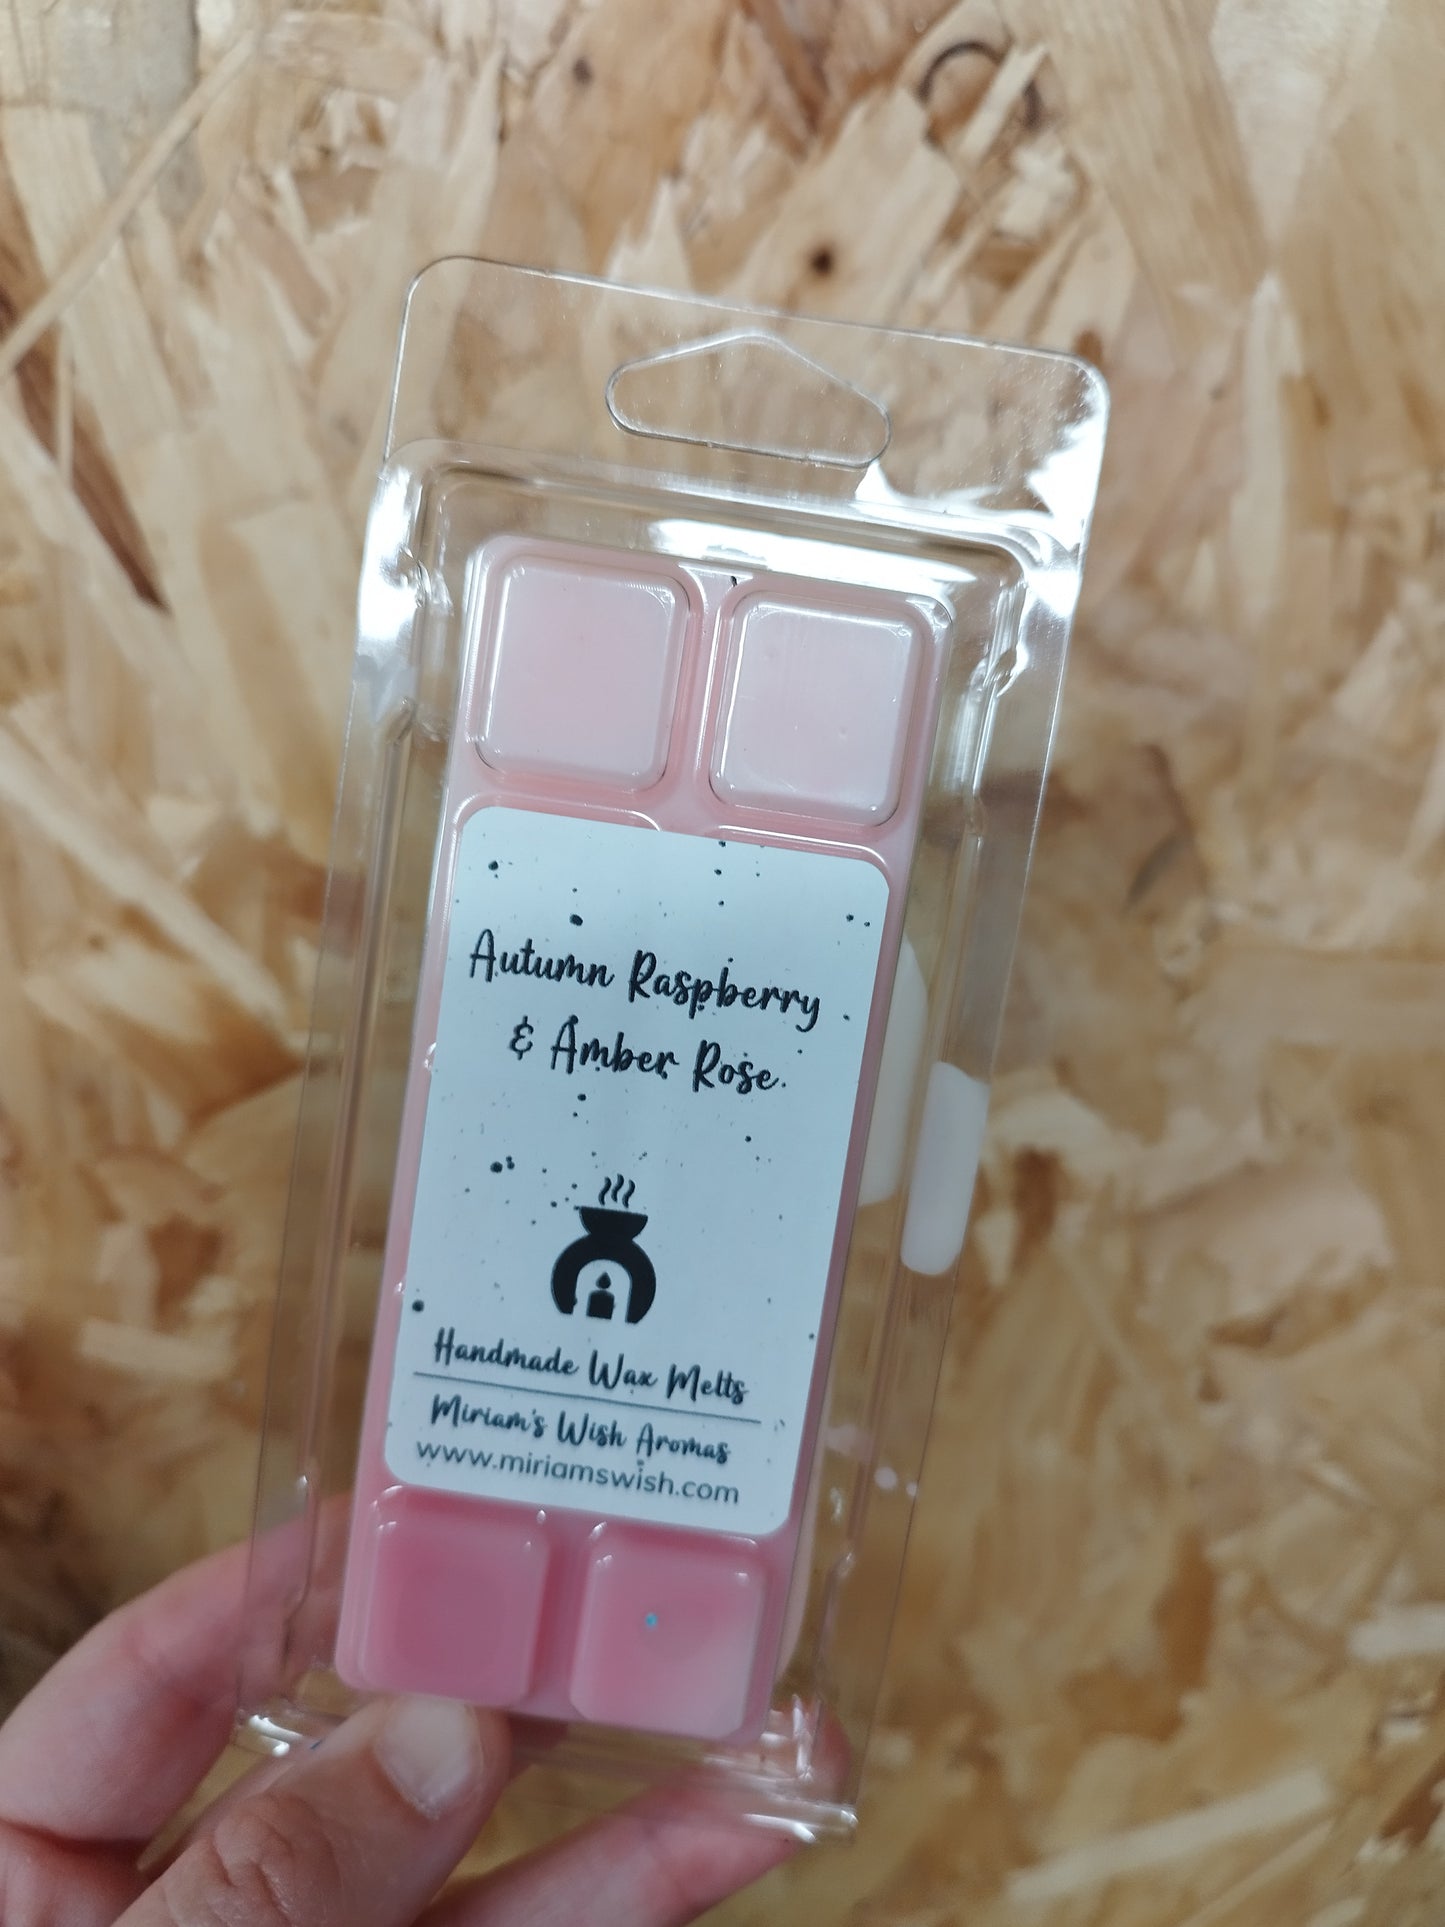 Autumn Raspberry
& Amber Rose
Handmade Wax Melts
Miriam's Wish Aromas
www.miriamswish.com